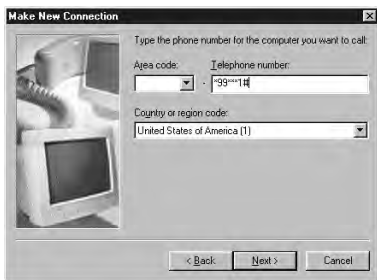 Make New Connection
Type the phone number for the computer you want to call:
Area code: Telephone number:
- *99***1#
Country or region code:
United States of America (1)
< Back Next > Cancel